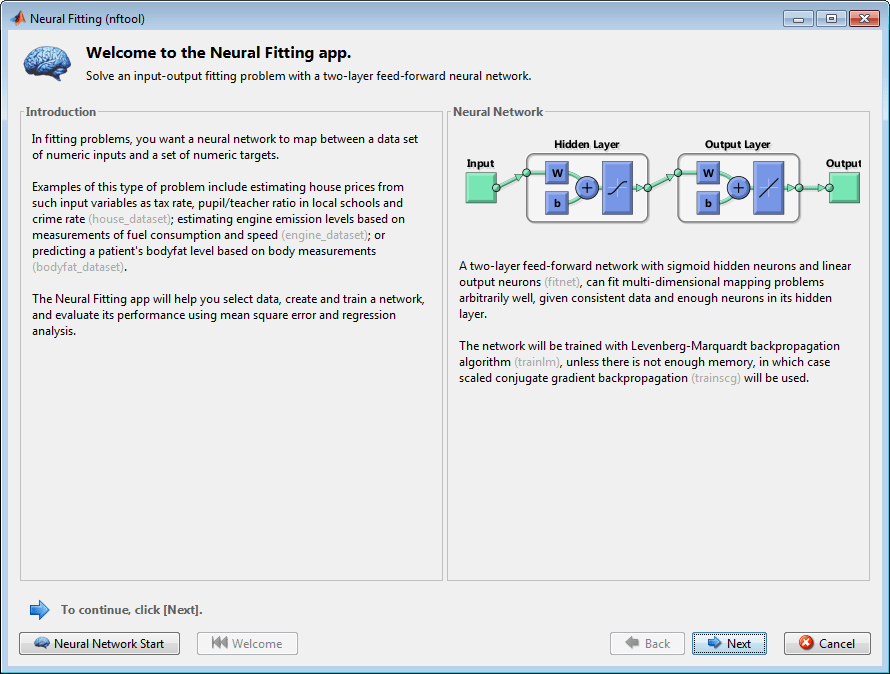 Neural Fitting (nftool)
Welcome to the Neural Fitting app.
Solve an input-output fitting problem with a two-layer feed-forward neural network.
Introduction
In fitting problems, you want a neural network to map between a data set
of numeric inputs and a set of numeric targets.
Examples of this type of problem include estimating house prices from
such input variables as tax rate, pupil/teacher ratio in local schools and
crime rate (house_dataset); estimating engine emission levels based on
measurements of fuel consumption and speed (engine_dataset); or
predicting a patient's bodyfat level based on body measurements
(bodyfat_dataset).
The Neural Fitting app will help you select data, create and train a network,
and evaluate its performance using mean square error and regression
analysis.
Neural Network
Hidden Layer
Output Layer
Input
Output
W
b
+
W
b
+
A two-layer feed-forward network with sigmoid hidden neurons and linear
output neurons (fitnet), can fit multi-dimensional mapping problems
arbitrarily well, given consistent data and enough neurons in its hidden
layer.
The network will be trained with Levenberg-Marquardt backpropagation
algorithm (trainlm), unless there is not enough memory, in which case
scaled conjugate gradient backpropagation (trainscg) will be used.
To continue, click [Next].
Neural Network Start
Welcome
Back
Next
Cancel